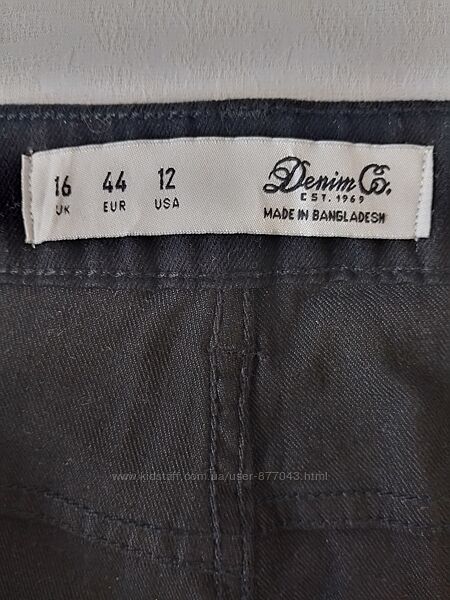 16 44 12
UK EUR USA
Denim Co.
EST. 1969
MADE IN BANGLADESH
www.kidstaff.com.ua/user-877043.html